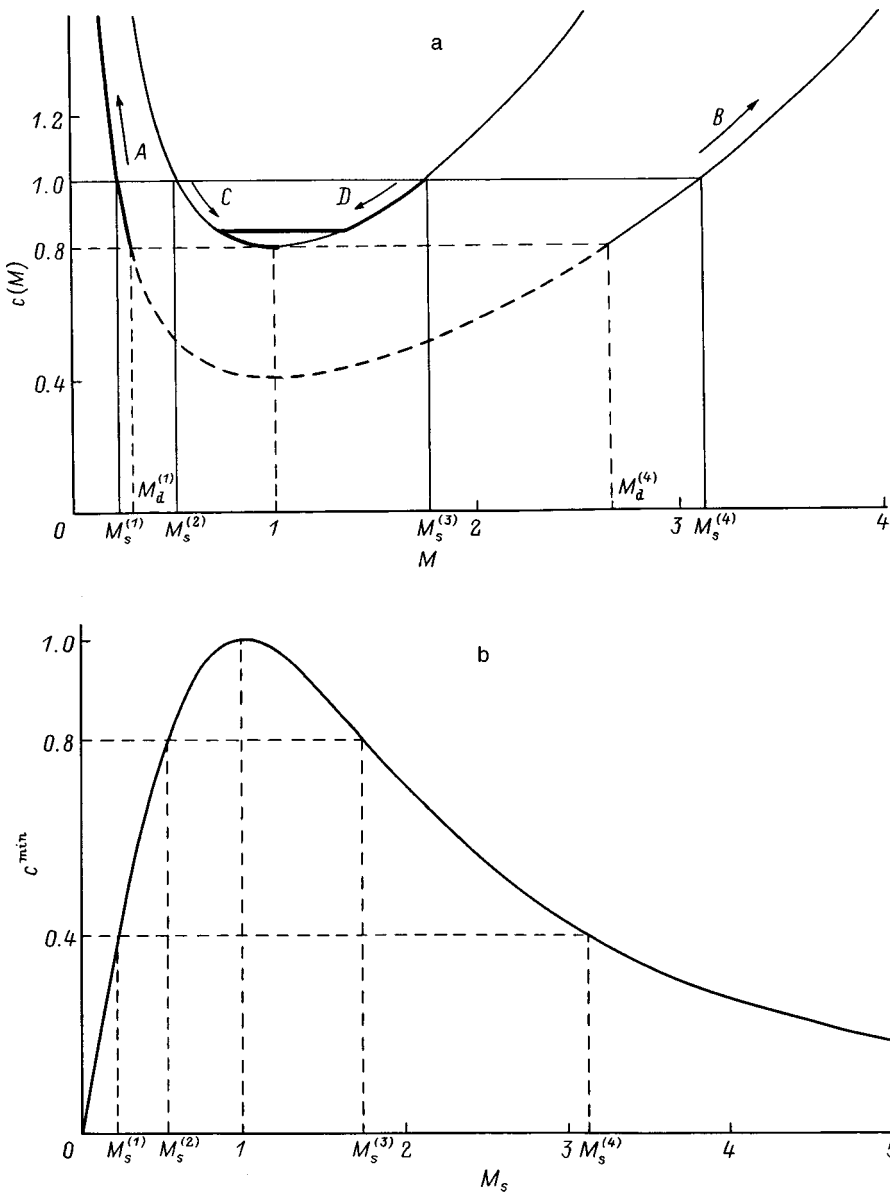 a
1.2
1.0
0.8
0.4
c(M)
A
C
D
B
M_d^{(1)}
M_d^{(4)}
0 M_s^{(1)} M_s^{(2)} 1 M_s^{(3)} 2 3 M_s^{(4)} 4
M
b
1.0
0.8
0.4
c^{min}
0 M_s^{(1)} M_s^{(2)} 1 M_s^{(3)} 2 3 M_s^{(4)} 4 5
M_s